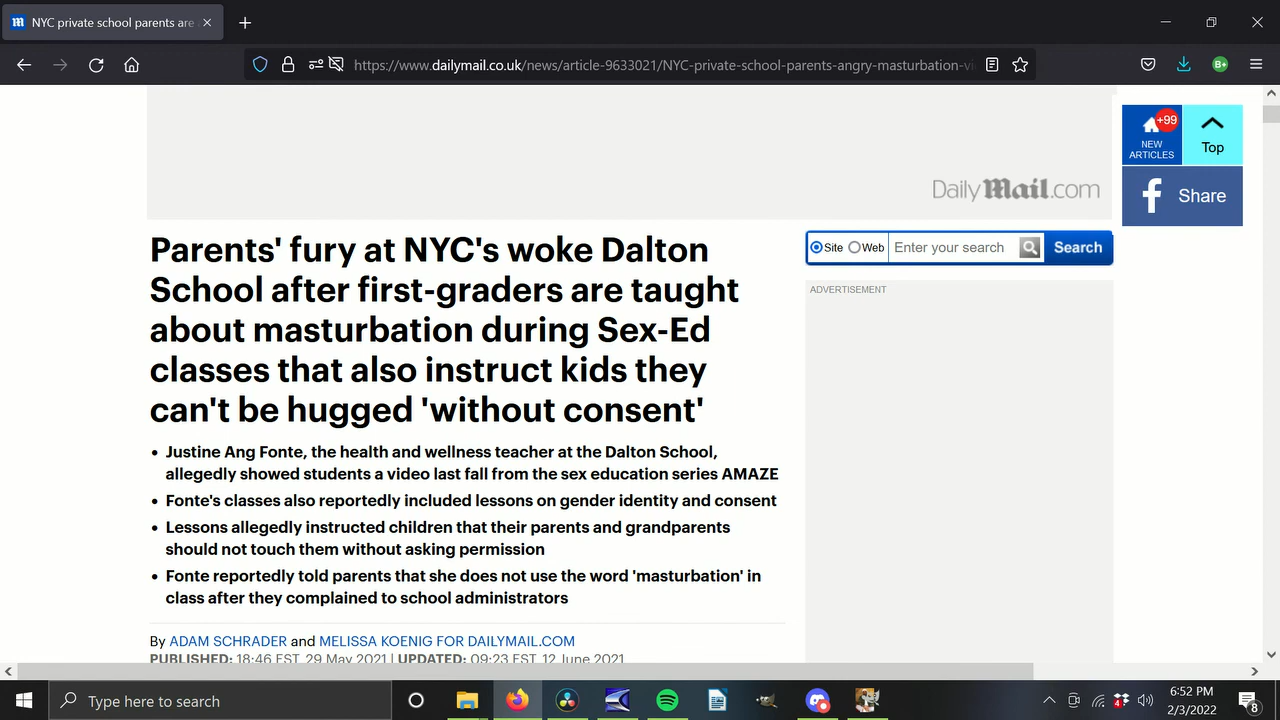 NYC private school parents are
https://www.dailymail.co.uk/news/article-9633021/NYC-private-school-parents-angry-masturbation-vi
B+
DailyMail.com
+99
NEW
ARTICLES
Top
Share
Parents' fury at NYC's woke Dalton
School after first-graders are taught
about masturbation during Sex-Ed
classes that also instruct kids they
can't be hugged 'without consent'
Site Web Enter your search Search
ADVERTISEMENT
• Justine Ang Fonte, the health and wellness teacher at the Dalton School,
allegedly showed students a video last fall from the sex education series AMAZE
• Fonte's classes also reportedly included lessons on gender identity and consent
• Lessons allegedly instructed children that their parents and grandparents
should not touch them without asking permission
• Fonte reportedly told parents that she does not use the word 'masturbation' in
class after they complained to school administrators
By ADAM SCHRADER and MELISSA KOENIG FOR DAILYMAIL.COM
PUBLISHED: 18:46 EST, 29 May 2021 | UPDATED: 09:23 EST, 12 June 2021
Type here to search
4
6:52 PM
2/3/2022
8